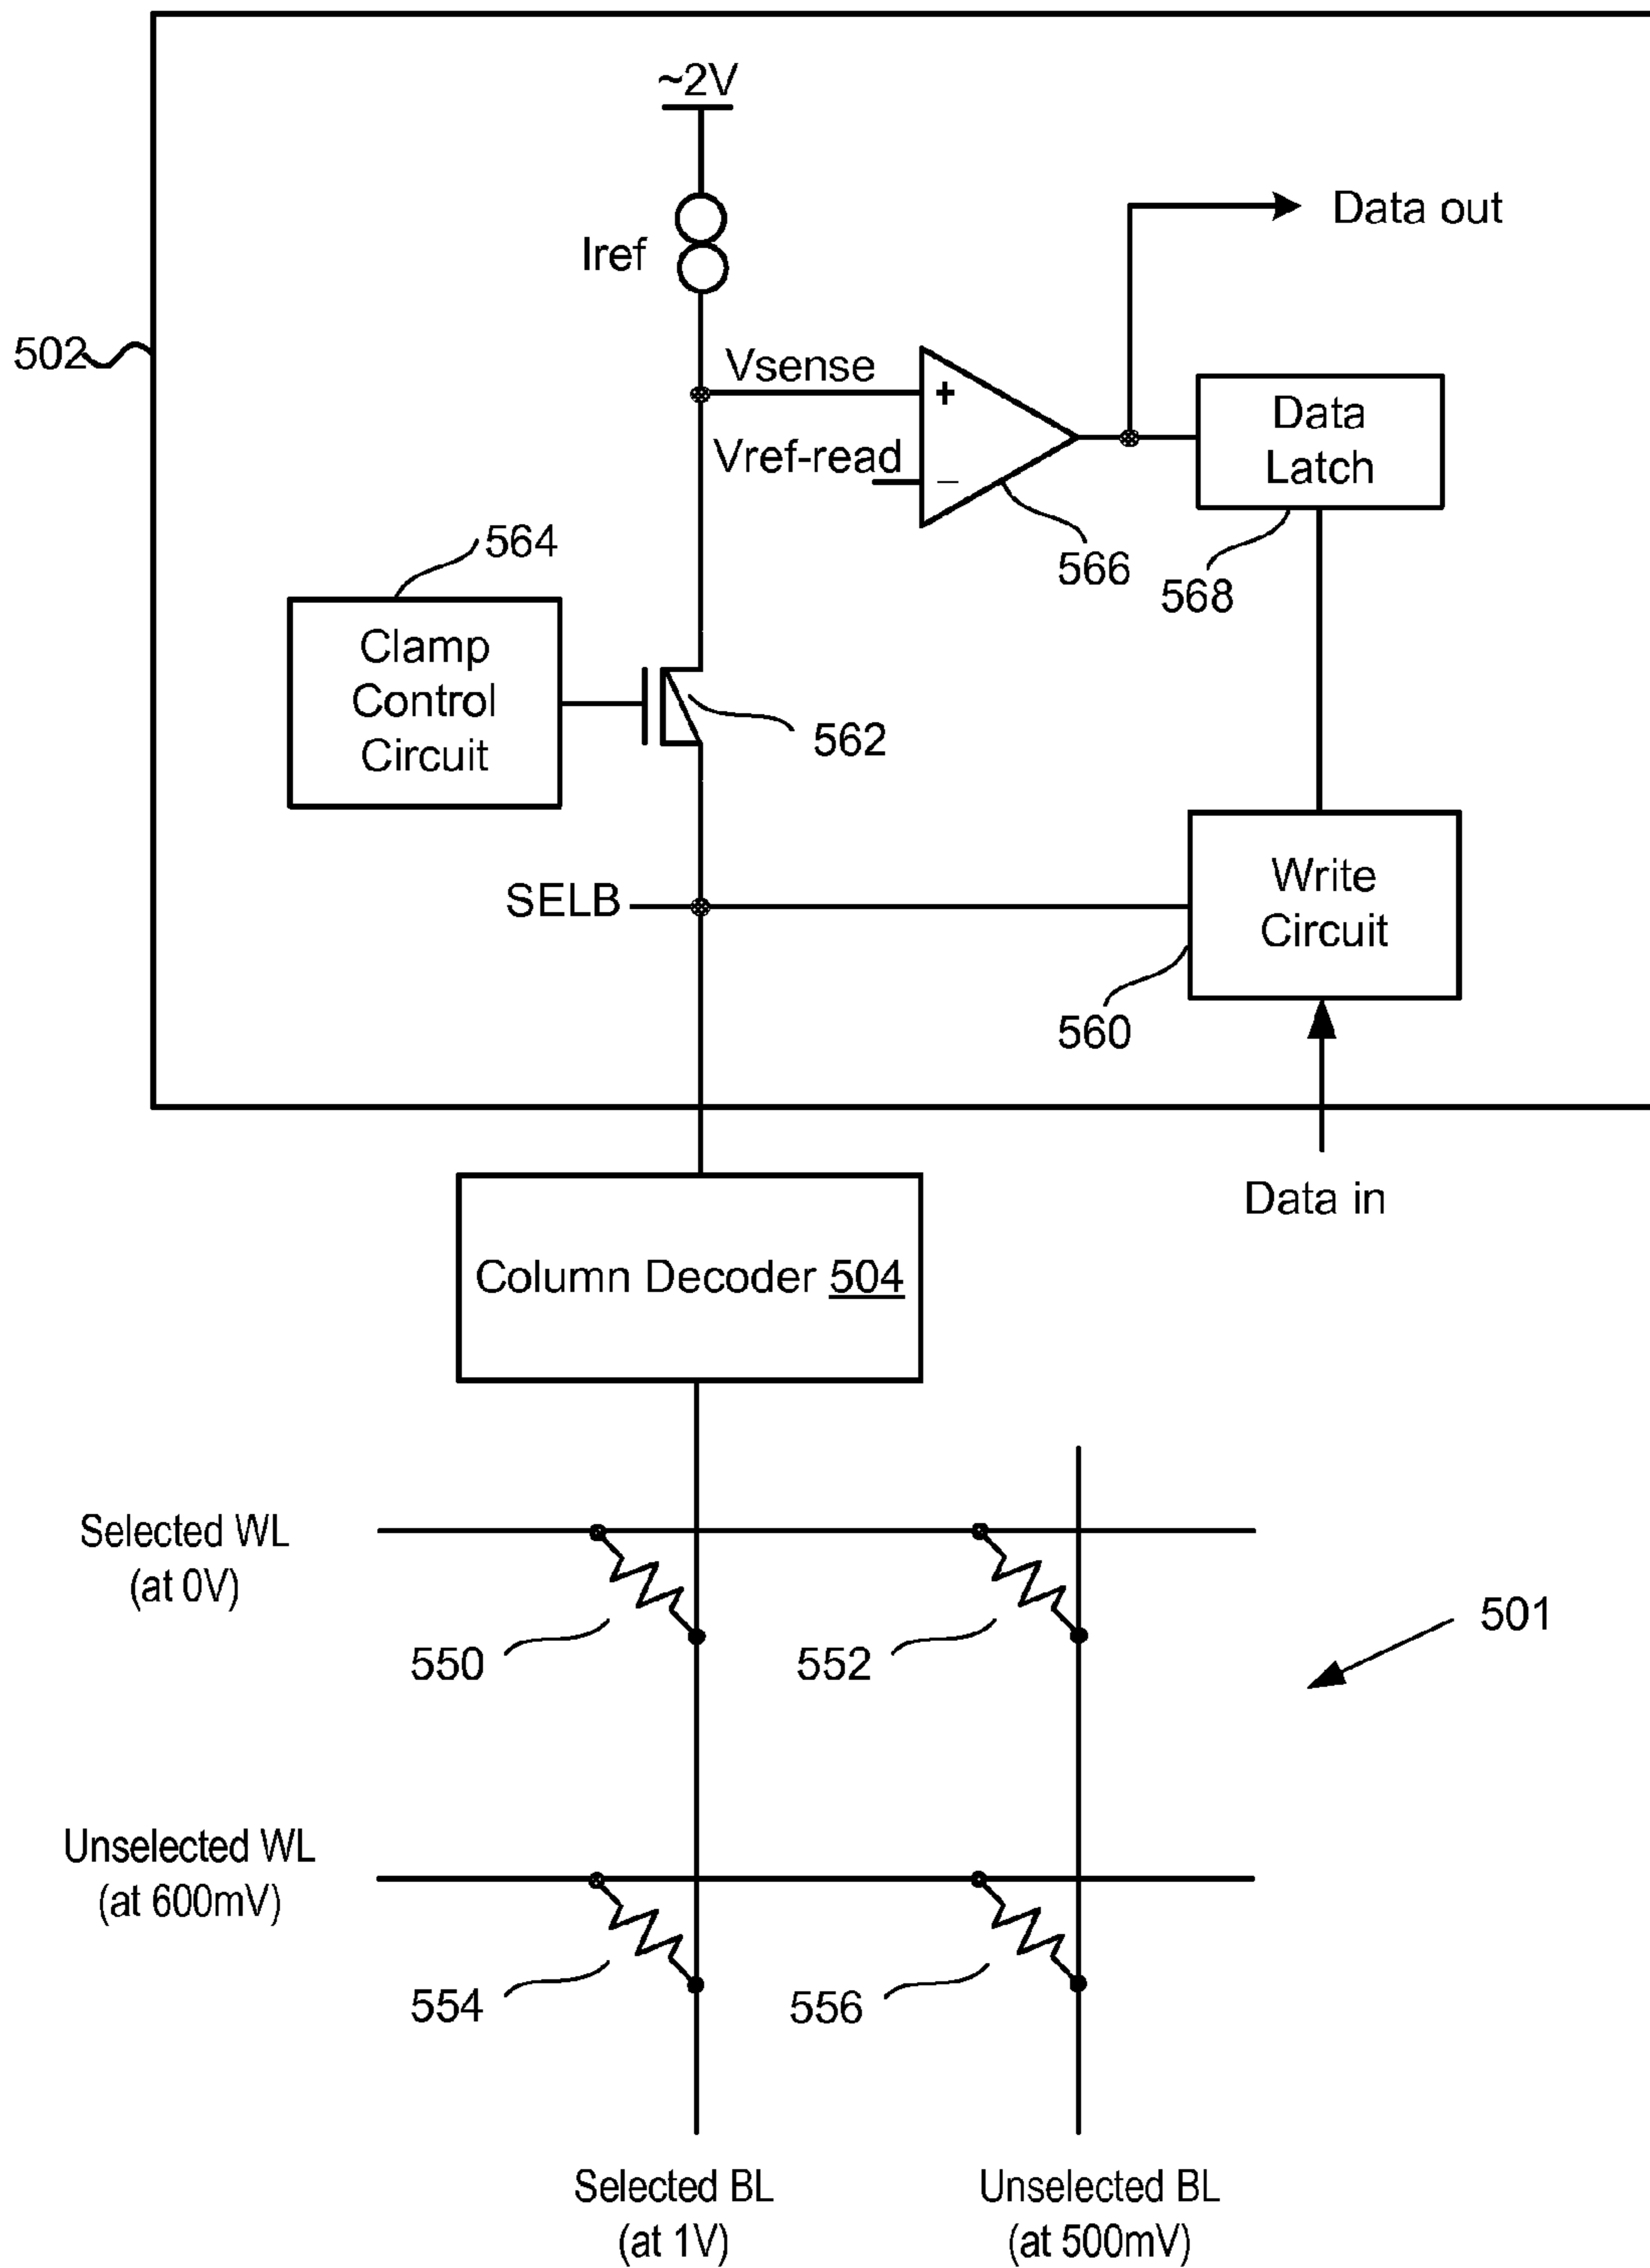 ~2V
Iref
Data out
502
Vsense
+
Data
Latch
Vref-read
−
564
566
568
Clamp
Control
Circuit
562
SELB
Write
Circuit
560
Data in
Column Decoder 504
Selected WL
(at 0V)
550
552
501
Unselected WL
(at 600mV)
554
556
Selected BL
(at 1V)
Unselected BL
(at 500mV)